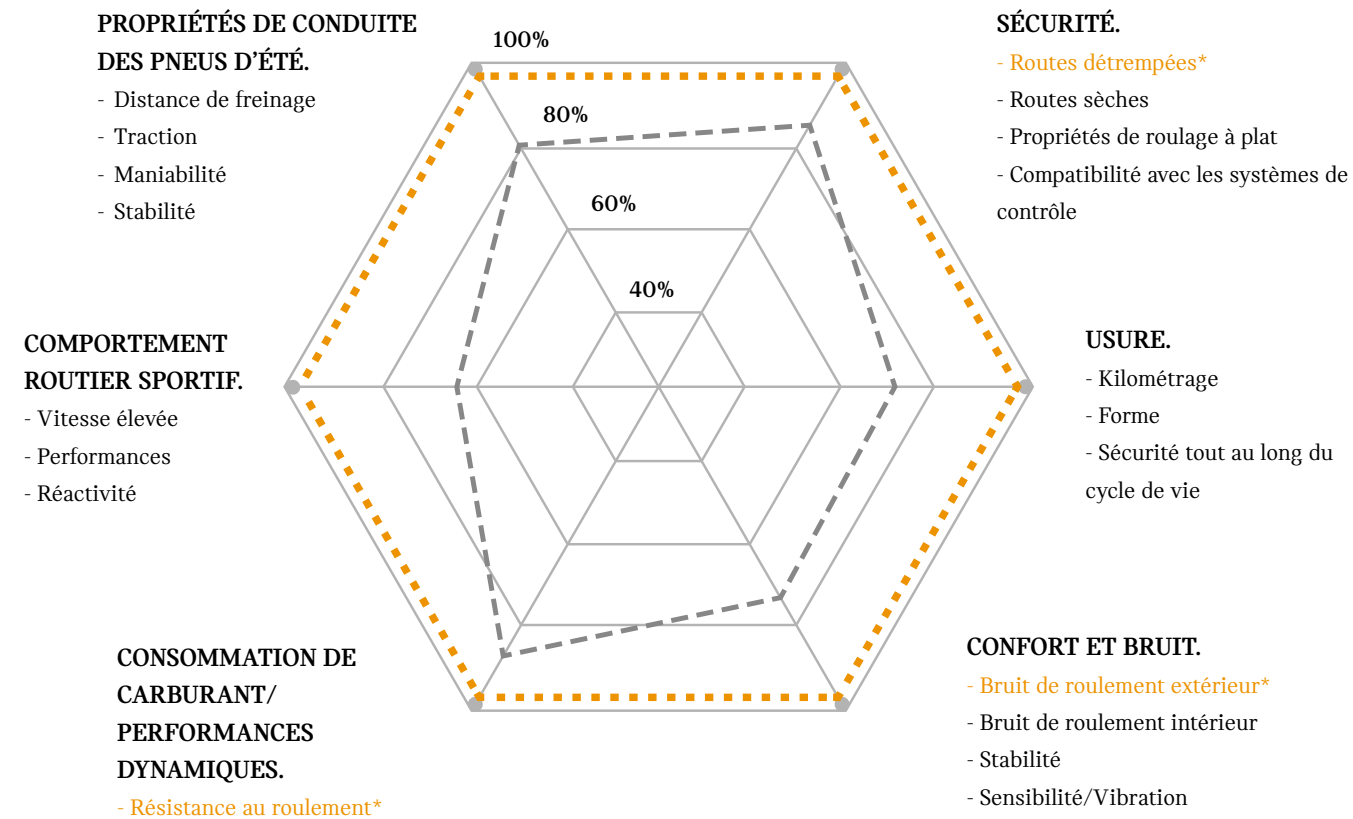 PROPRIÉTÉS DE CONDUITE
DES PNEUS D’ÉTÉ.
- Distance de freinage
- Traction
- Maniabilité
- Stabilité
100%
80%
60%
40%
SÉCURITÉ.
- Routes détrempées*
- Routes sèches
- Propriétés de roulage à plat
- Compatibilité avec les systèmes de
contrôle
COMPORTEMENT
ROUTIER SPORTIF.
- Vitesse élevée
- Performances
- Réactivité
USURE.
- Kilométrage
- Forme
- Sécurité tout au long du
cycle de vie
CONSOMMATION DE
CARBURANT/
PERFORMANCES
DYNAMIQUES.
- Résistance au roulement*
CONFORT ET BRUIT.
- Bruit de roulement extérieur*
- Bruit de roulement intérieur
- Stabilité
- Sensibilité/Vibration